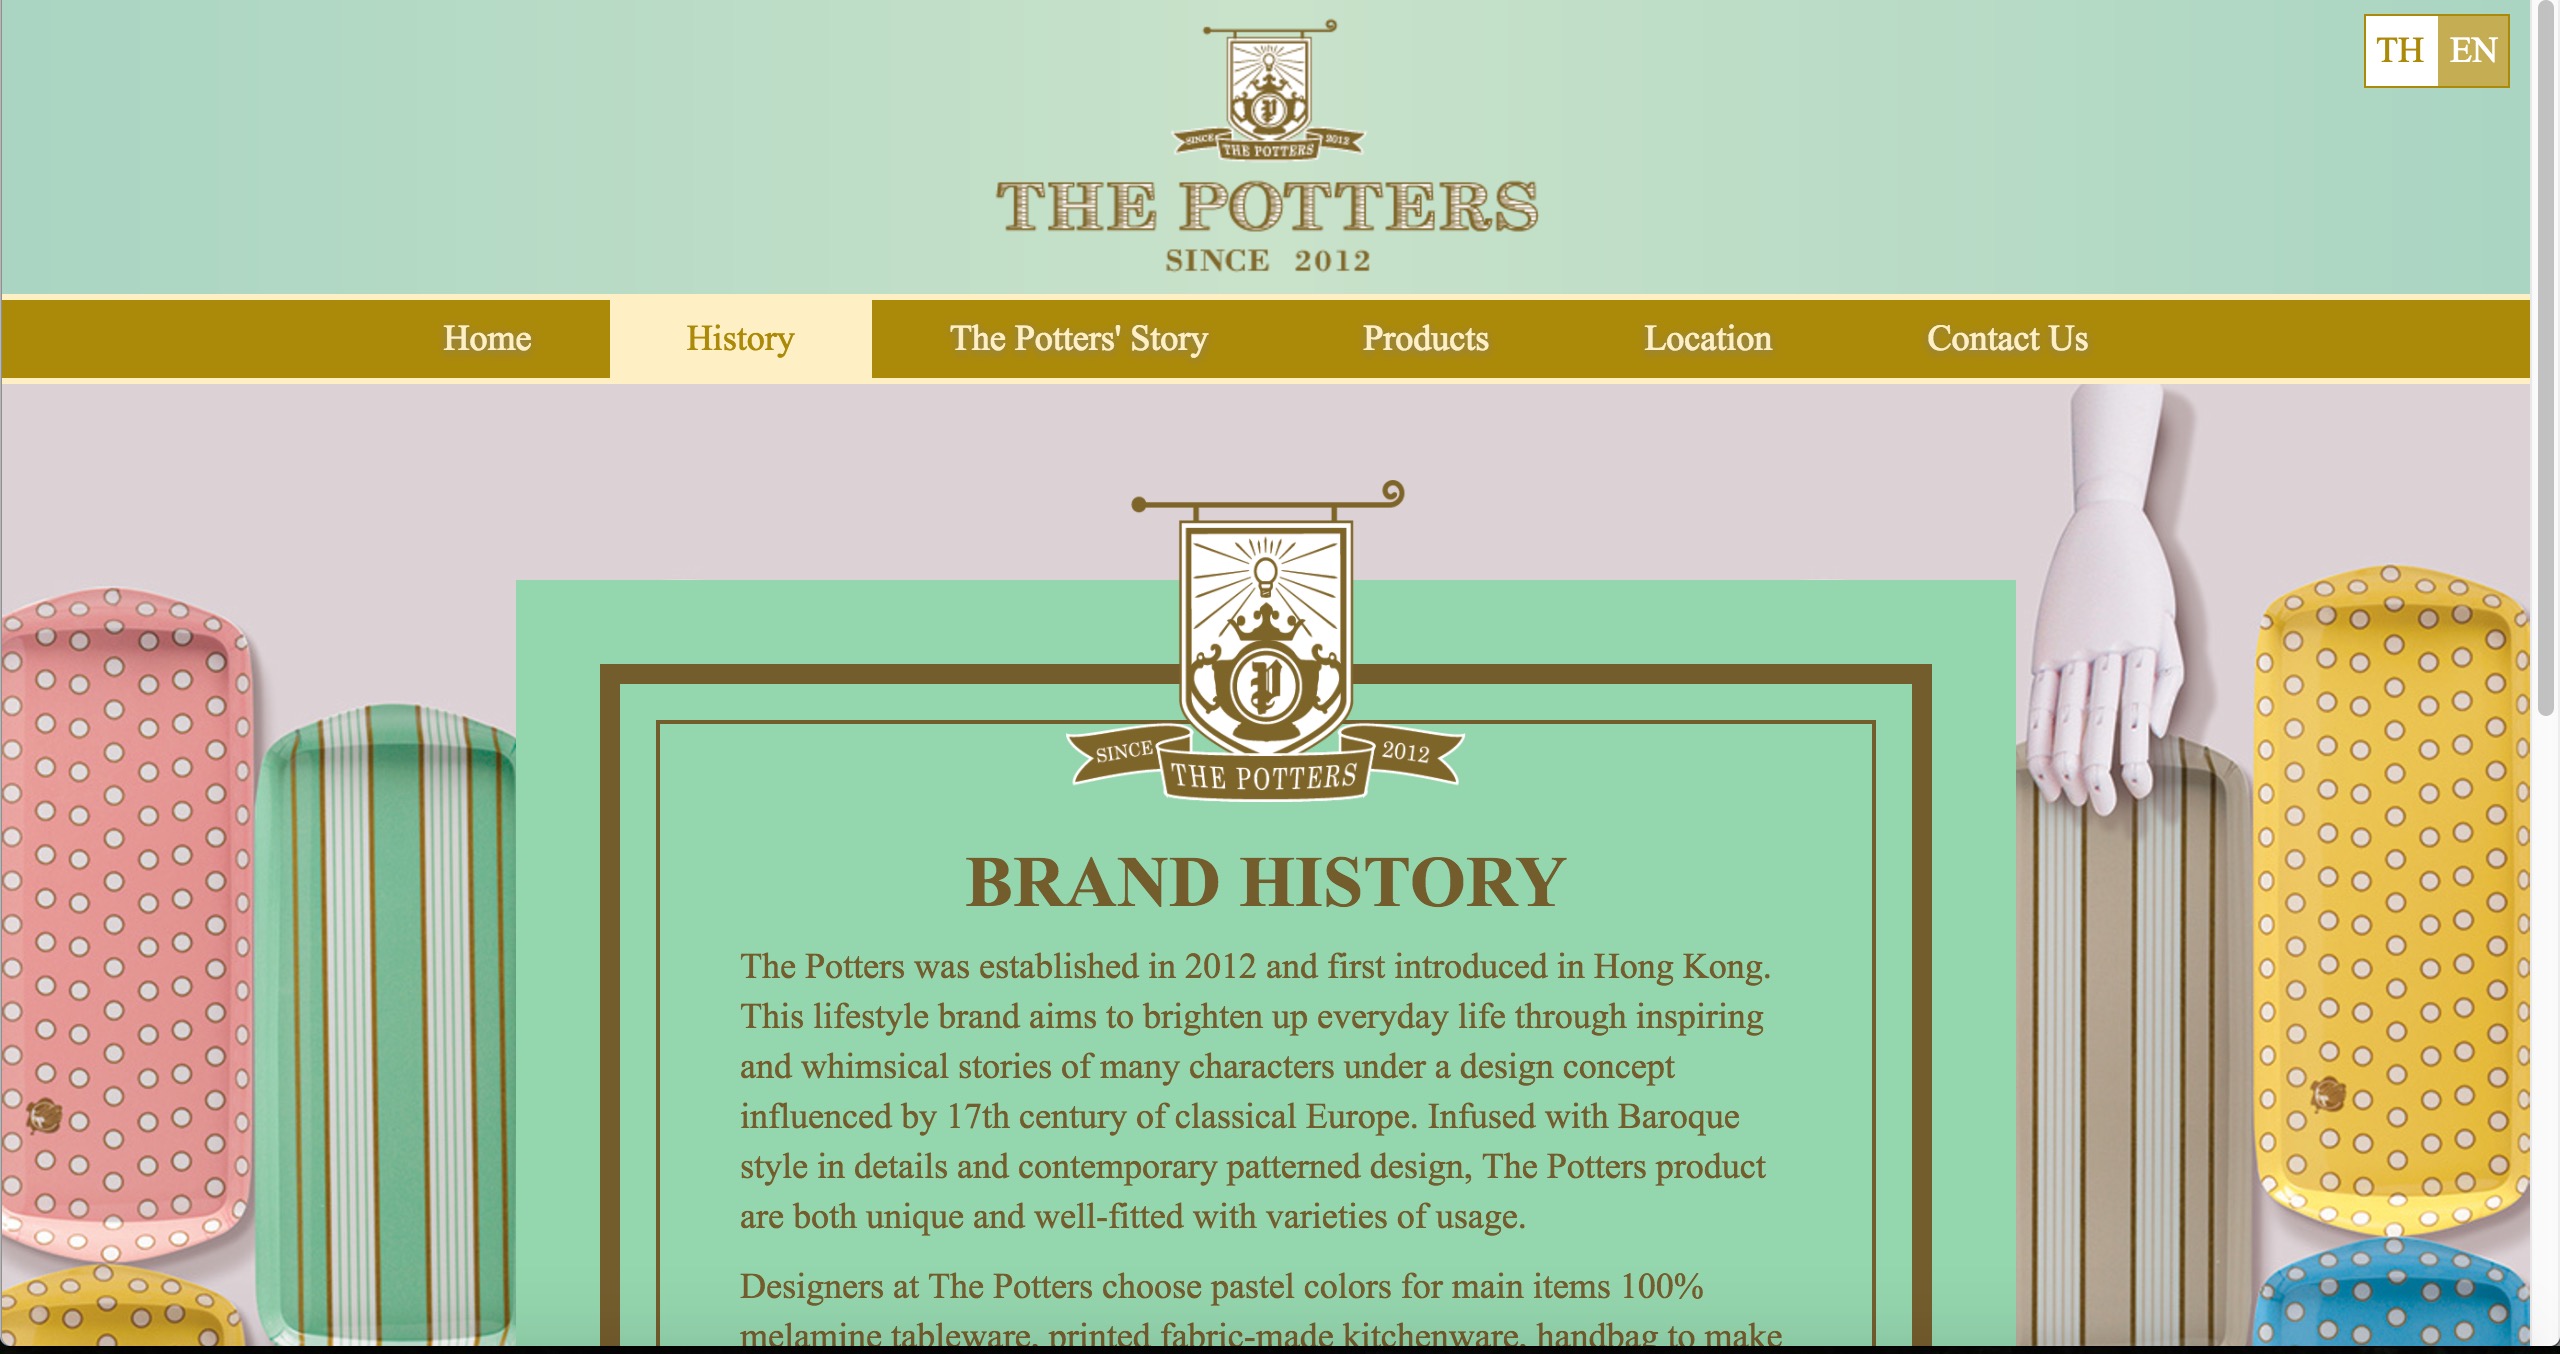 TH EN
P
SINCE THE POTTERS 2012
THE POTTERS
SINCE 2012
Home History The Potters' Story Products Location Contact Us
P
SINCE THE POTTERS 2012
BRAND HISTORY
The Potters was established in 2012 and first introduced in Hong Kong.
This lifestyle brand aims to brighten up everyday life through inspiring
and whimsical stories of many characters under a design concept
influenced by 17th century of classical Europe. Infused with Baroque
style in details and contemporary patterned design, The Potters product
are both unique and well-fitted with varieties of usage.
Designers at The Potters choose pastel colors for main items 100%
melamine tableware, printed fabric-made kitchenware, handbag to make